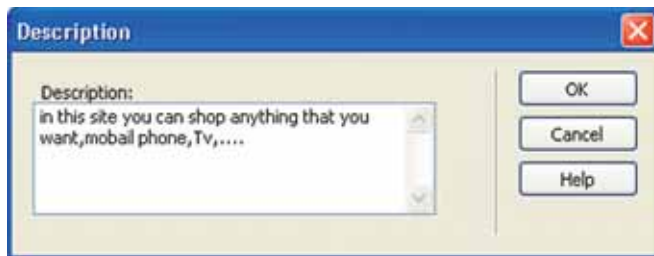 Description
Description:
in this site you can shop anything that you
want,mobail phone,Tv,....
OK
Cancel
Help